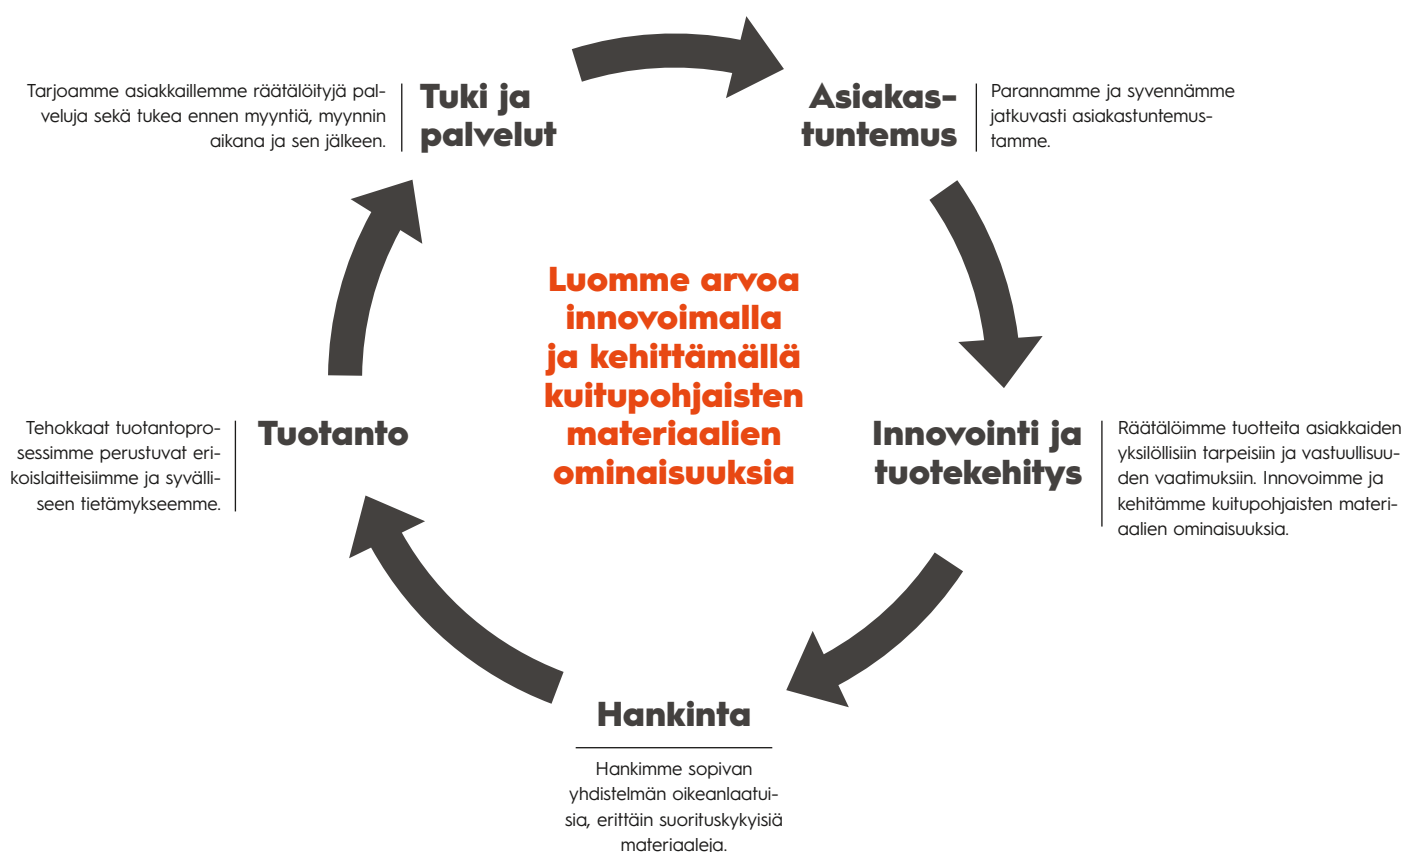 Tarjoamme asiakkaillemme räätälöityjä pal-
veluja sekä tukea ennen myyntiä, myynnin
aikana ja sen jälkeen.
Tuki ja
palvelut
Asiakas-
tuntemus
Parannamme ja syvennämme
jatkuvasti asiakastuntemus-
tamme.
Luomme arvoa
innovoimalla
ja kehittämällä
kuitupohjaisten
materiaalien
ominaisuuksia
Tehokkaat tuotantopro-
sessimme perustuvat eri-
koislaitteisiimme ja syvälli-
seen tietämykseemme.
Tuotanto
Innovointi ja
tuotekehitys
Räätälöimme tuotteita asiakkaiden
yksilöllisiin tarpeisiin ja vastuullisuu-
den vaatimuksiin. Innovoimme ja
kehitämme kuitupohjaisten materi-
aalien ominaisuuksia.
Hankinta
Hankimme sopivan
yhdistelmän oikeanlaatui-
sia, erittäin suorituskykyisiä
materiaaleja.